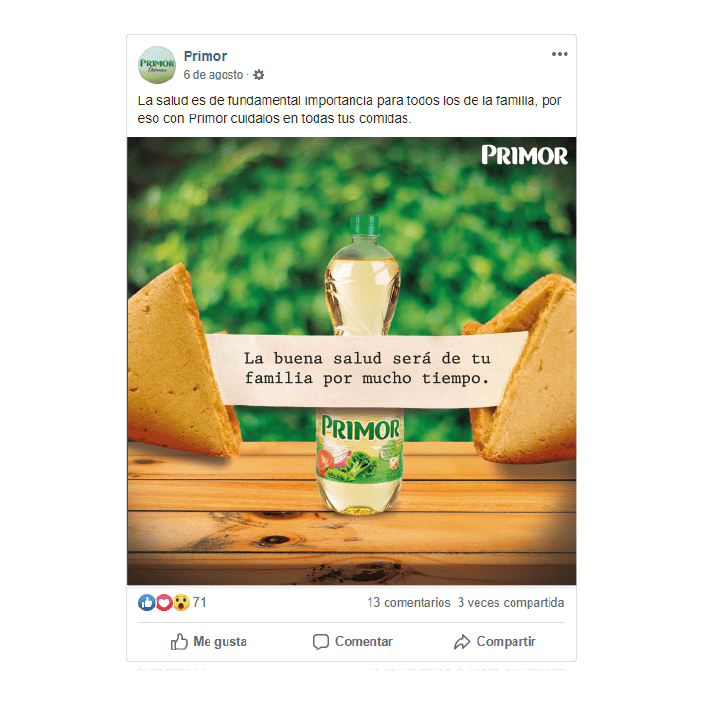 Primor
6 de agosto
PRIMOR
La salud es de fundamental importancia para todos los de la familia, por
eso con Primor cuidalos en todas tus comidas.
PRIMOR
La buena salud será de tu
familia por mucho tiempo.
PRIMOR
71
13 comentarios 3 veces compartida
Me gusta
Comentar
Compartir